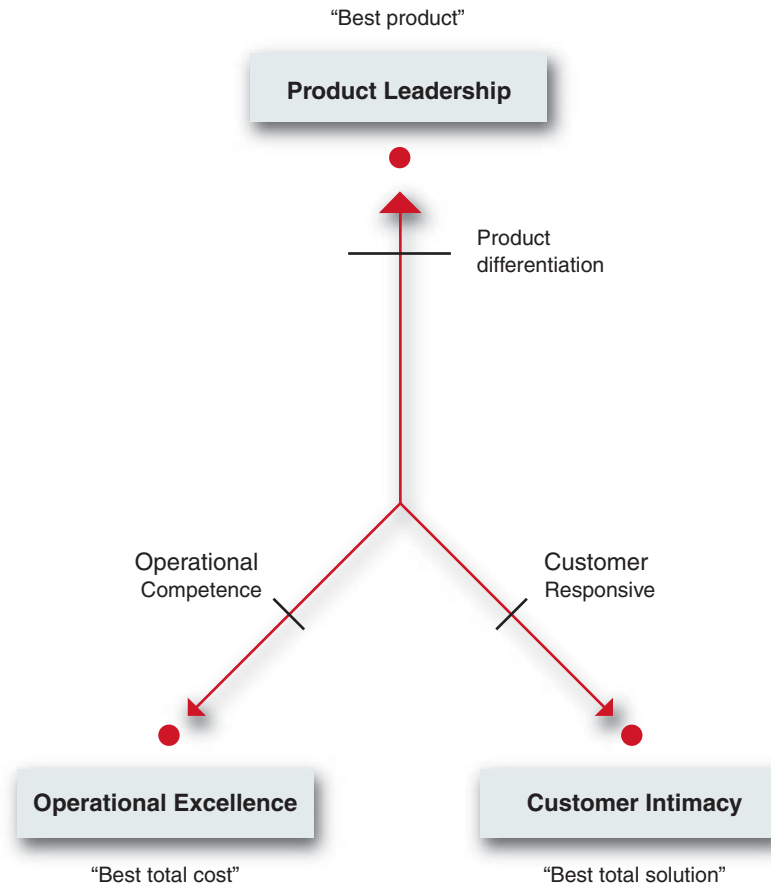 “Best product”
Product Leadership
Product
differentiation
Operational
Competence
Customer
Responsive
Operational Excellence
Customer Intimacy
“Best total cost”
“Best total solution”